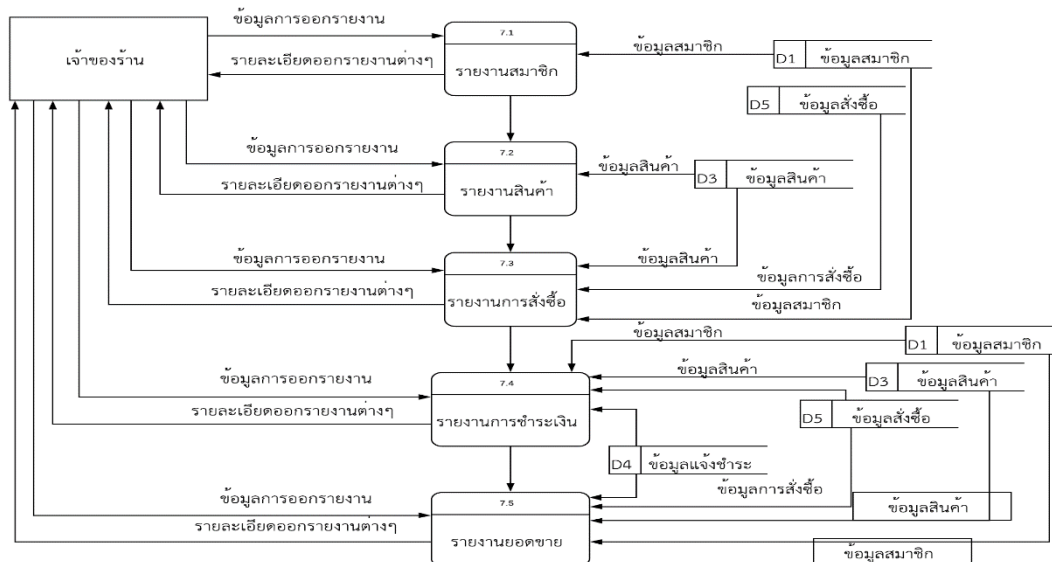 ข้อมูลการออกรายงาน
7.1
เจ้าของร้าน
รายละเอียดออกรายงานต่างๆ
รายงานสมาชิก
ข้อมูลสมาชิก
D1 ข้อมูลสมาชิก
D5 ข้อมูลสั่งซื้อ
ข้อมูลการออกรายงาน
7.2
รายละเอียดออกรายงานต่างๆ
รายงานสินค้า
ข้อมูลสินค้า
D3 ข้อมูลสินค้า
ข้อมูลการออกรายงาน
7.3
ข้อมูลสินค้า
รายละเอียดออกรายงานต่างๆ
รายงานการสั่งซื้อ
ข้อมูลการสั่งซื้อ
ข้อมูลสมาชิก
ข้อมูลสมาชิก
D1 ข้อมูลสมาชิก
ข้อมูลการออกรายงาน
7.4
ข้อมูลสินค้า
D3 ข้อมูลสินค้า
รายละเอียดออกรายงานต่างๆ
รายงานการชำระเงิน
D5 ข้อมูลสั่งซื้อ
D4 ข้อมูลแจ้งชำระ
ข้อมูลการออกรายงาน
7.5
ข้อมูลการสั่งซื้อ
ข้อมูลสินค้า
รายละเอียดออกรายงานต่างๆ
รายงานยอดขาย
ข้อมูลสมาชิก